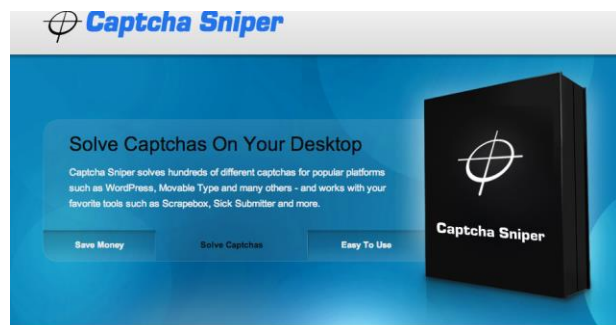 Captcha Sniper
Solve Captchas On Your Desktop
Captcha Sniper solves hundreds of different captchas for popular platforms
such as WordPress, Movable Type and many others - and works with your
favorite tools such as Scrapebox, Sick Submitter and more.
Save Money
Solve Captchas
Easy To Use
Captcha Sniper